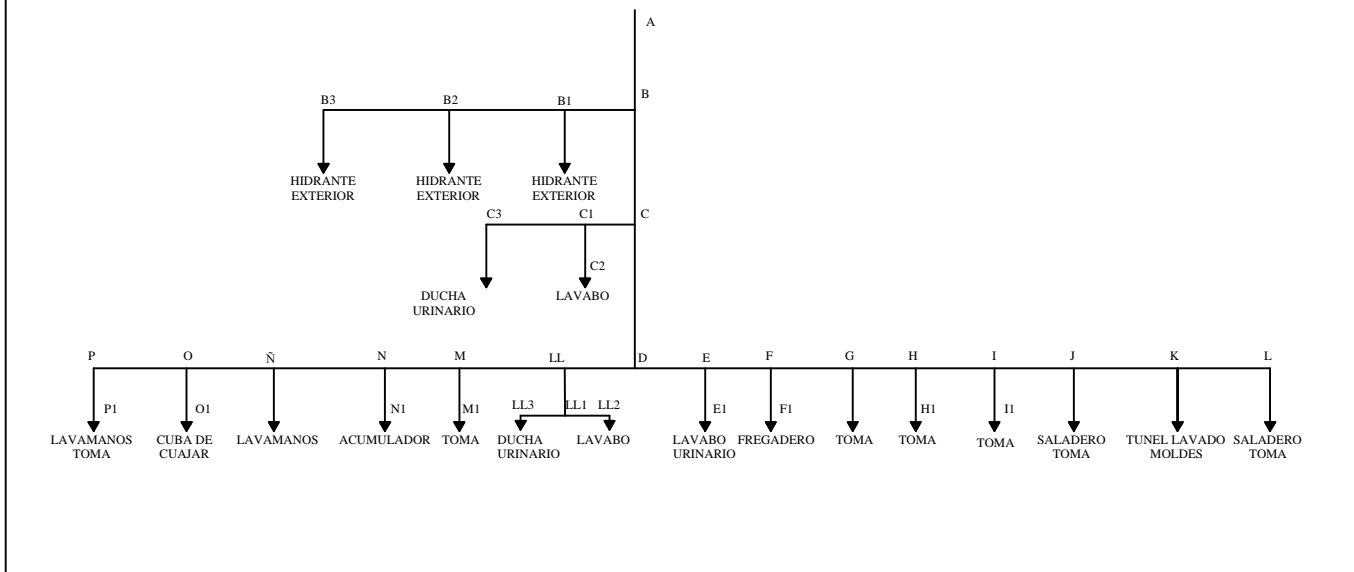 A
B3 B2 B1 B
HIDRANTE EXTERIOR
HIDRANTE EXTERIOR
HIDRANTE EXTERIOR
C3 C1 C
C2
DUCHA URINARIO
LAVABO
P O Ñ N M LL D E F G H I J K L
P1 O1 N1 M1 LL3 LL1 LL2 E1 F1 H1 I1
LAVAMANOS TOMA
CUBA DE CUAJAR
LAVAMANOS
ACUMULADOR
TOMA
DUCHA URINARIO
LAVABO
LAVABO URINARIO
FREGADERO
TOMA
TOMA
TOMA
SALADERO TOMA
TUNEL LAVADO MOLDES
SALADERO TOMA